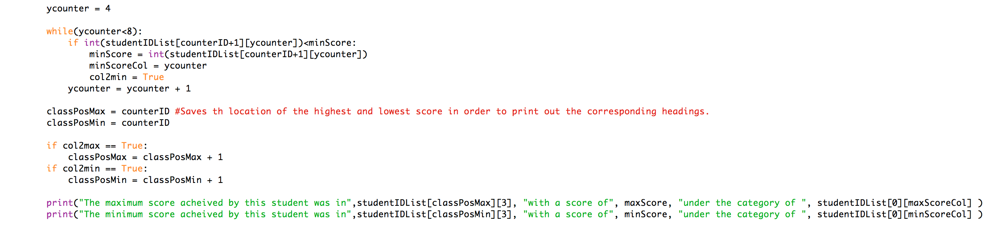 ycounter = 4
while(ycounter<8):
if int(studentIDList[counterID+1][ycounter])<minScore:
minScore = int(studentIDList[counterID+1][ycounter])
minScoreCol = ycounter
col2min = True
ycounter = ycounter + 1
classPosMax = counterID #Saves th location of the highest and lowest score in order to print out the corresponding headings.
classPosMin = counterID
if col2max == True:
classPosMax = classPosMax + 1
if col2min == True:
classPosMin = classPosMin + 1
print("The maximum score acheived by this student was in",studentIDList[classPosMax][3], "with a score of", maxScore, "under the category of ", studentIDList[0][maxScoreCol] )
print("The minimum score acheived by this student was in",studentIDList[classPosMin][3], "with a score of", minScore, "under the category of ", studentIDList[0][minScoreCol] )